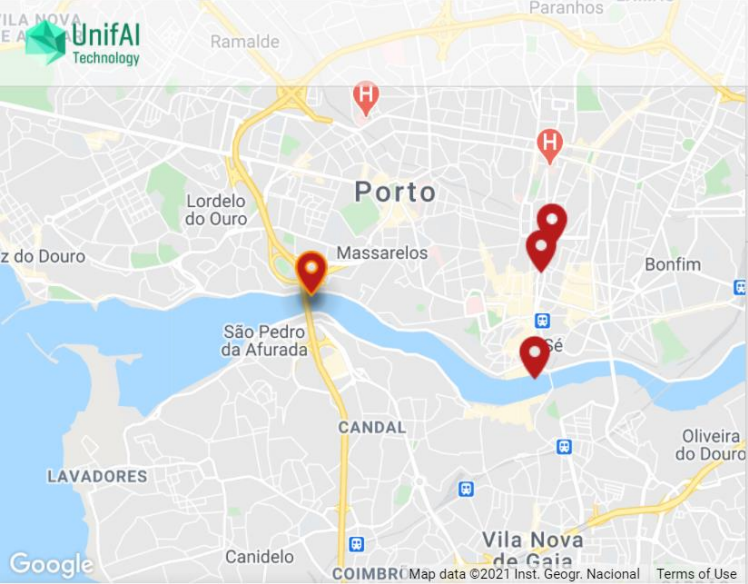 VILA NOVA
UnifAI
Technology
Ramalde
Paranhos
H
H
Porto
Lordelo
do Ouro
Massarelos
z do Douro
Bonfim
São Pedro
da Afurada
Sé
CANDAL
Oliveira
do Douro
LAVADORES
Vila Nova
de Gaia
Canidelo
Google
COIMBRÕ
Map data ©2021 Inst. Geogr. Nacional
Terms of Use